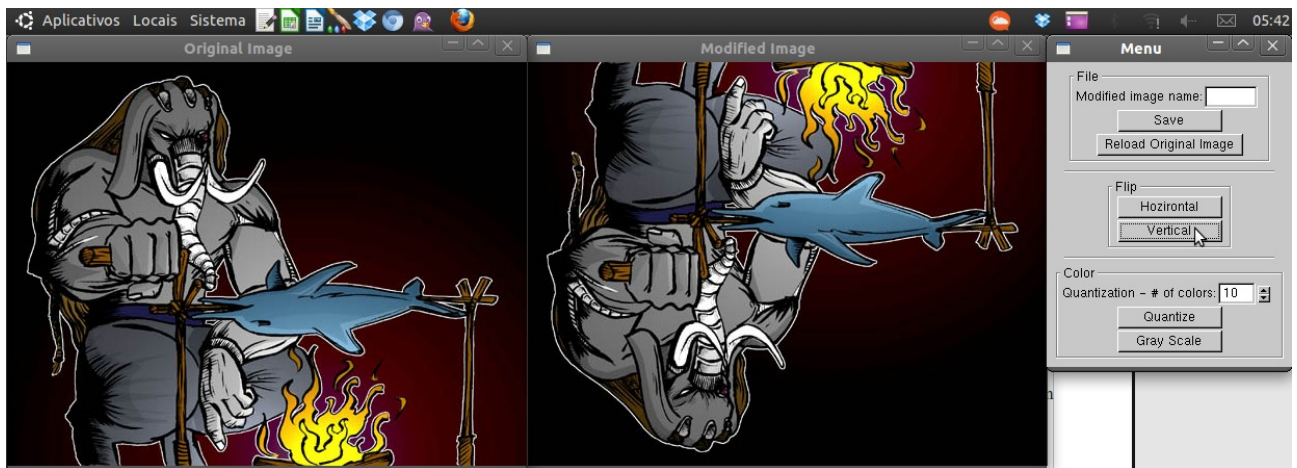 Aplicativos Locais Sistema 05:42
Original Image
Modified Image
Menu
File
Modified image name:
Save
Reload Original Image
Flip
Hozirontal
Vertical
Color
Quantization - # of colors: 10
Quantize
Gray Scale
n